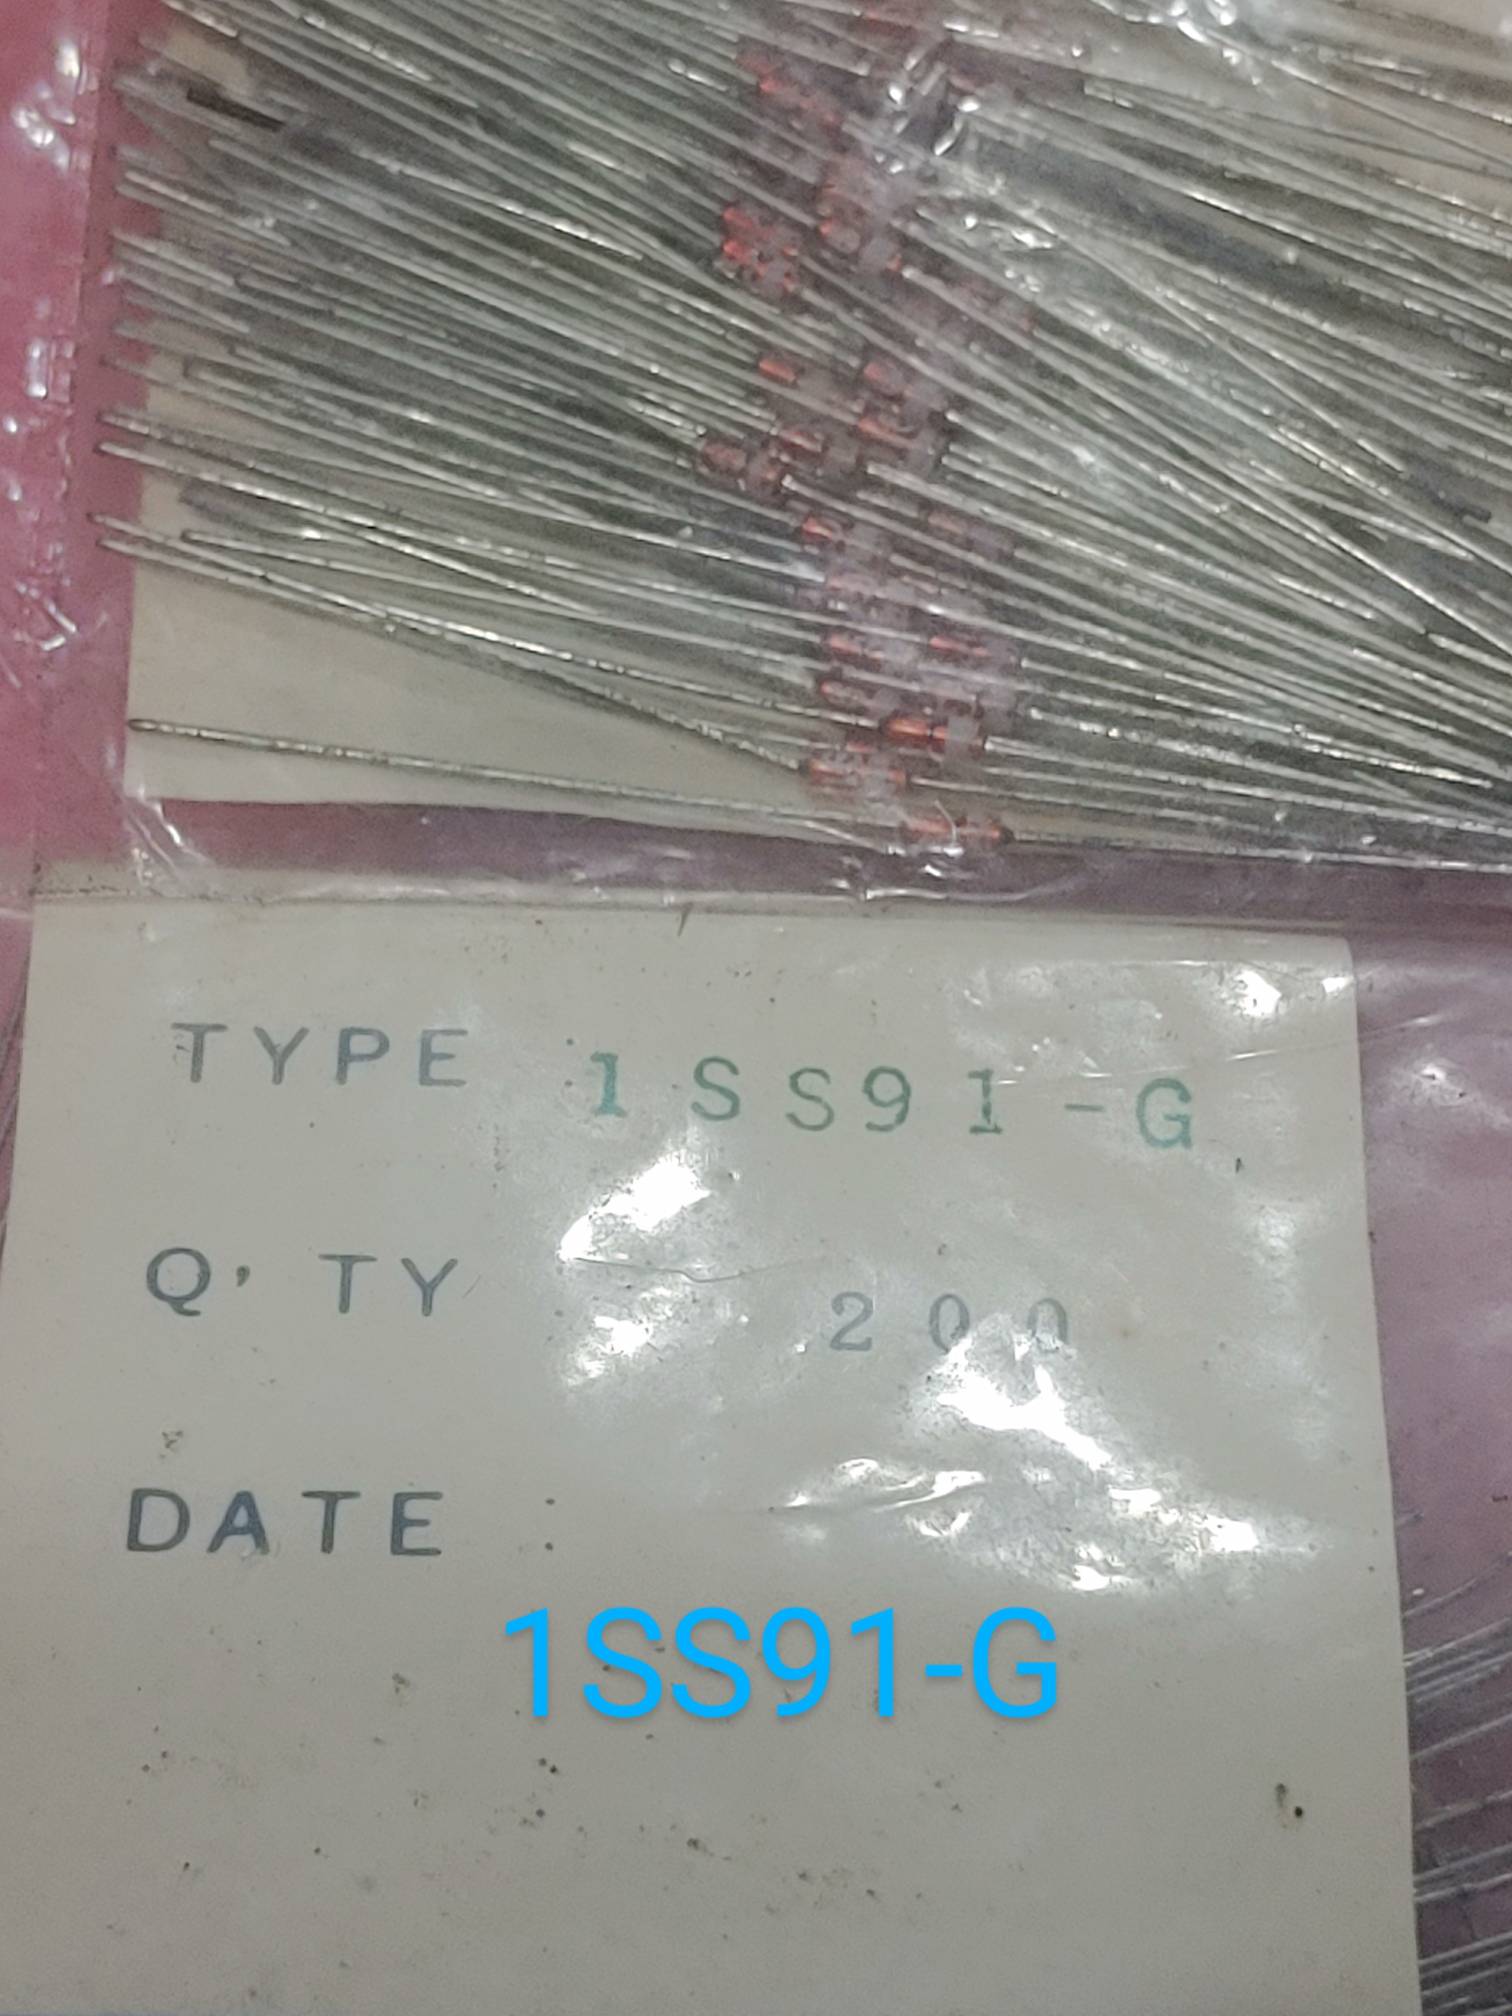 TYPE : 1SS91-G
Q'TY : 200
DATE :
1SS91-G